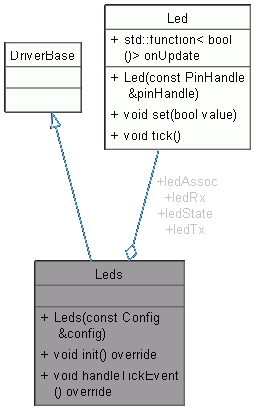 Led
+ std::function< bool
()> onUpdate
+ Led(const PinHandle
&pinHandle)
+ void set(bool value)
+ void tick()
DriverBase
+ledAssoc
+ledRx
+ledState
+ledTx
Leds
+ Leds(const Config
&config)
+ void init() override
+ void handleTickEvent
() override